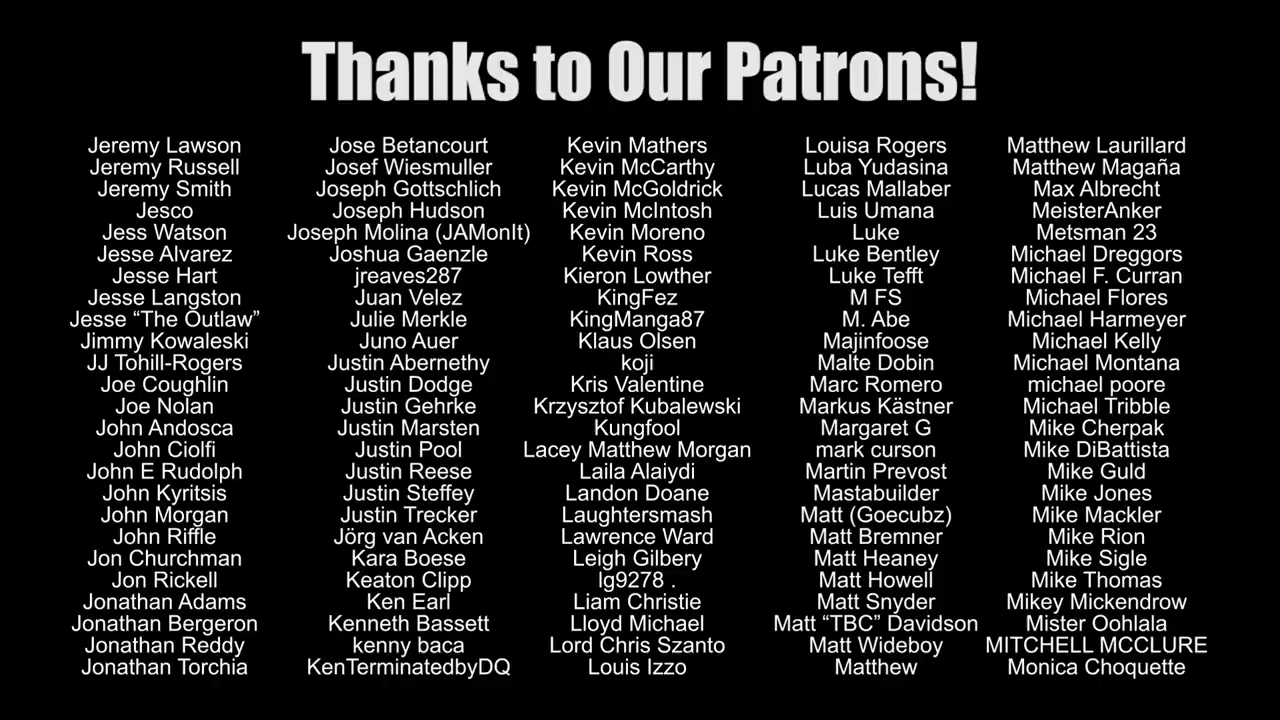 Thanks to Our Patrons!
Jeremy Lawson
Jeremy Russell
Jeremy Smith
Jesco
Jess Watson
Jesse Alvarez
Jesse Hart
Jesse Langston
Jesse “The Outlaw”
Jimmy Kowaleski
JJ Tohill-Rogers
Joe Coughlin
Joe Nolan
John Andosca
John Ciolfi
John E Rudolph
John Kyritsis
John Morgan
John Riffle
Jon Churchman
Jon Rickell
Jonathan Adams
Jonathan Bergeron
Jonathan Reddy
Jonathan Torchia
Jose Betancourt
Josef Wiesmuller
Joseph Gottschlich
Joseph Hudson
Joseph Molina (JAMonIt)
Joshua Gaenzle
jreaves287
Juan Velez
Julie Merkle
Juno Auer
Justin Abernethy
Justin Dodge
Justin Gehrke
Justin Marsten
Justin Pool
Justin Reese
Justin Steffey
Justin Trecker
Jörg van Acken
Kara Boese
Keaton Clipp
Ken Earl
Kenneth Bassett
kenny baca
KenTerminatedbyDQ
Kevin Mathers
Kevin McCarthy
Kevin McGoldrick
Kevin McIntosh
Kevin Moreno
Kevin Ross
Kieron Lowther
KingFez
KingManga87
Klaus Olsen
koji
Kris Valentine
Krzysztof Kubalewski
Kungfool
Lacey Matthew Morgan
Laila Alaiydi
Landon Doane
Laughtersmash
Lawrence Ward
Leigh Gilbery
lg9278 .
Liam Christie
Lloyd Michael
Lord Chris Szanto
Louis Izzo
Louisa Rogers
Luba Yudasina
Lucas Mallaber
Luis Umana
Luke
Luke Bentley
Luke Tefft
M FS
M. Abe
Majinfoose
Malte Dobin
Marc Romero
Markus Kästner
Margaret G
mark curson
Martin Prevost
Mastabuilder
Matt (Goecubz)
Matt Bremner
Matt Heaney
Matt Howell
Matt Snyder
Matt “TBC” Davidson
Matt Wideboy
Matthew
Matthew Laurillard
Matthew Magaña
Max Albrecht
MeisterAnker
Metsman 23
Michael Dreggors
Michael F. Curran
Michael Flores
Michael Harmeyer
Michael Kelly
Michael Montana
michael poore
Michael Tribble
Mike Cherpak
Mike DiBattista
Mike Guld
Mike Jones
Mike Mackler
Mike Rion
Mike Sigle
Mike Thomas
Mikey Mickendrow
Mister Oohlala
MITCHELL MCCLURE
Monica Choquette